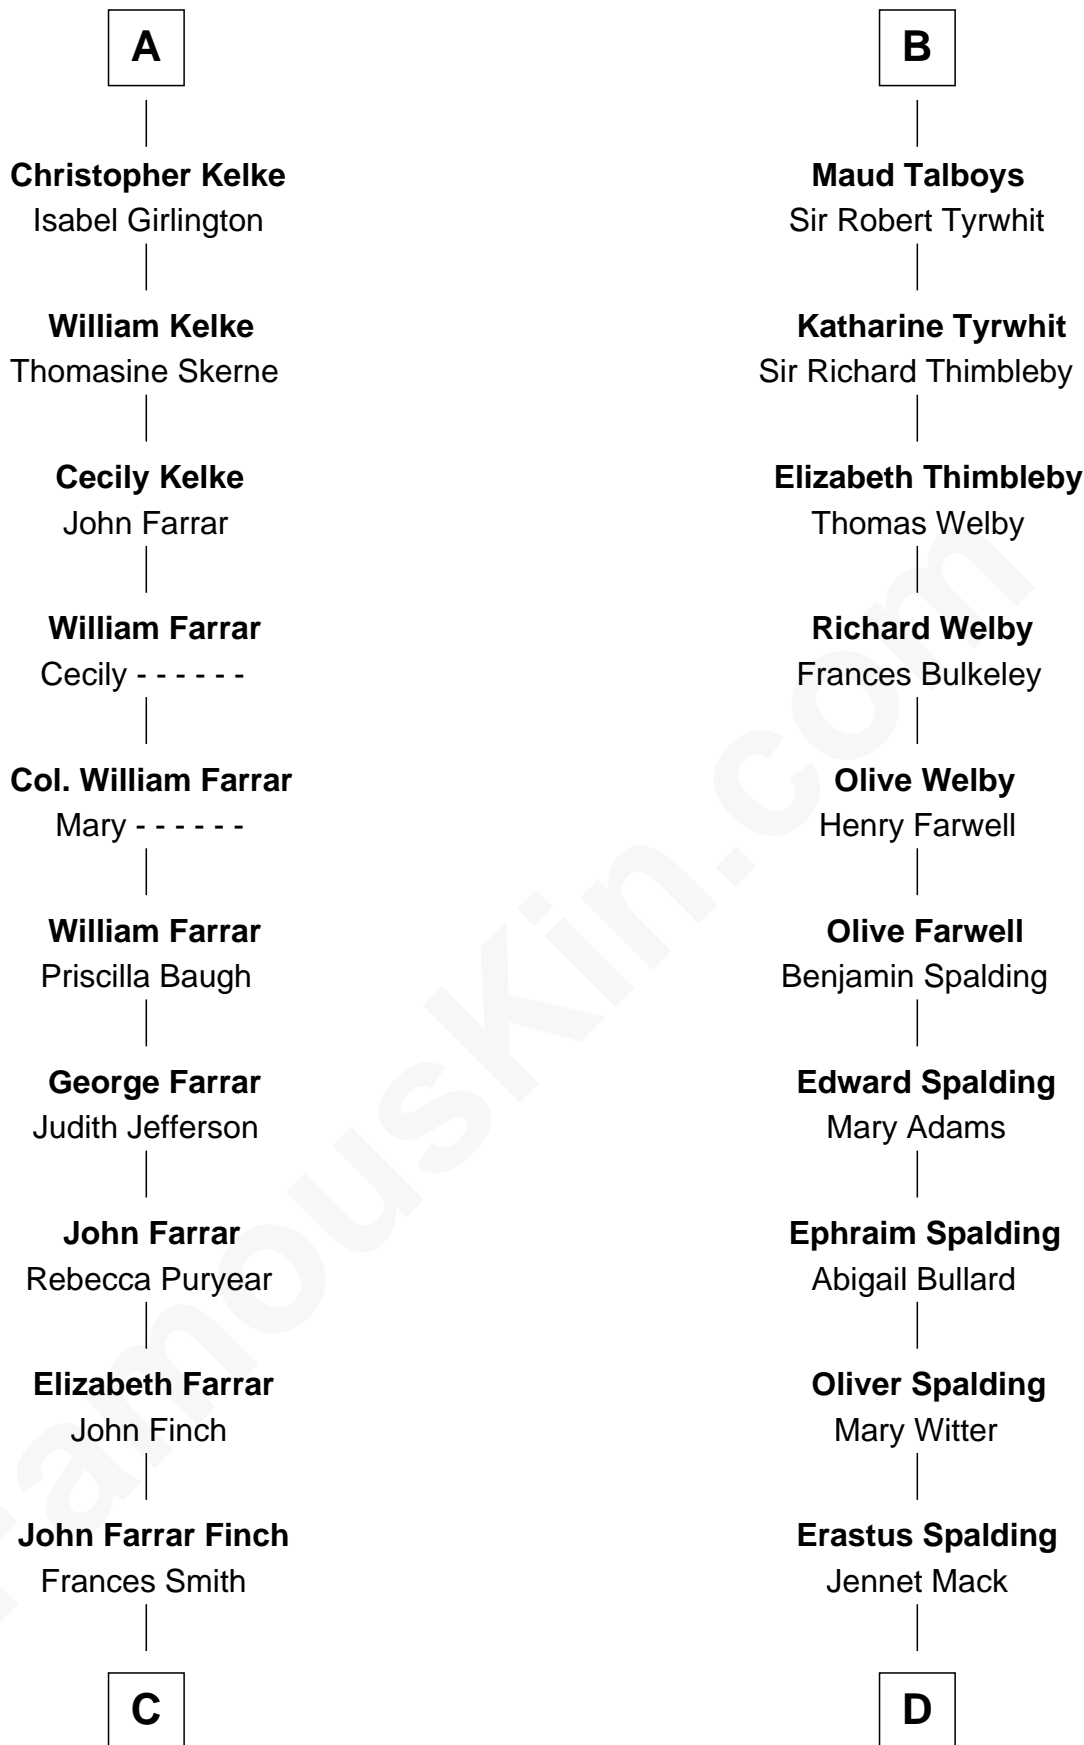 A
Christopher Kelke
Isabel Girlington
William Kelke
Thomasine Skerne
Cecily Kelke
John Farrar
William Farrar
Cecily - - - - - -
Col. William Farrar
Mary - - - - - -
William Farrar
Priscilla Baugh
George Farrar
Judith Jefferson
John Farrar
Rebecca Puryear
Elizabeth Farrar
John Finch
John Farrar Finch
Frances Smith
C
B
Maud Talboys
Sir Robert Tyrwhit
Katharine Tyrwhit
Sir Richard Thimbleby
Elizabeth Thimbleby
Thomas Welby
Richard Welby
Frances Bulkeley
Olive Welby
Henry Farwell
Olive Farwell
Benjamin Spalding
Edward Spalding
Mary Adams
Ephraim Spalding
Abigail Bullard
Oliver Spalding
Mary Witter
Erastus Spalding
Jennet Mack
D
FamousKin.com